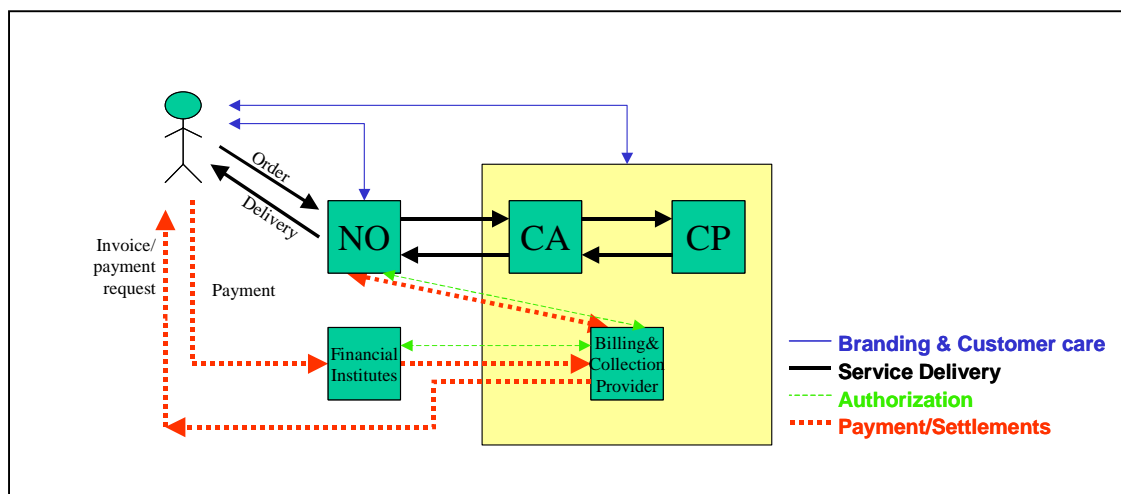 Order
Delivery
NO
CA
CP
Invoice/
payment
request
Payment
Financial
Institutes
Billing&
Collection
Provider
Branding & Customer care
Service Delivery
Authorization
Payment/Settlements